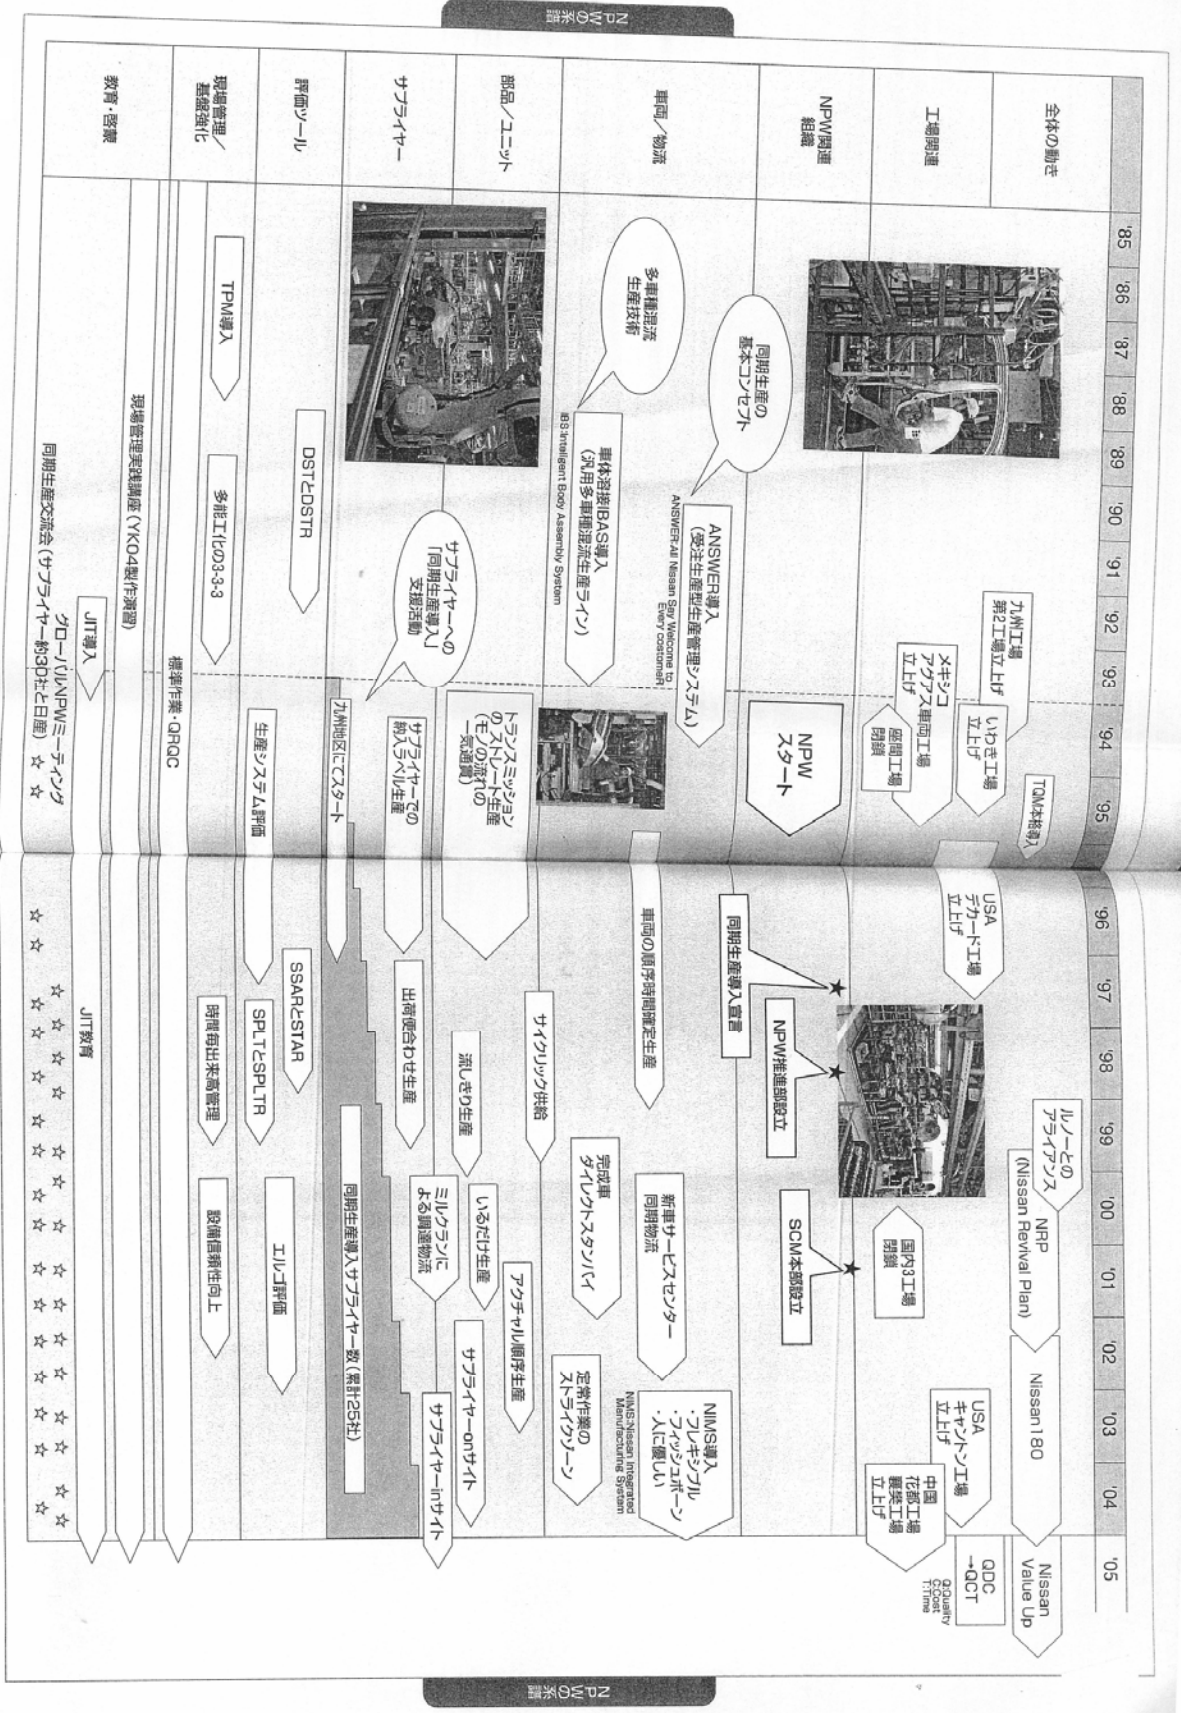 NPWの系譜
'85
'86
'87
'88
'89
'90
'91
'92
'93
'94
'95
'96
'97
'98
'99
'00
'01
'02
'03
'04
'05
全体の動き
TQM本格導入
ルノーとの
アライアンス
NRP
(Nissan Revival Plan)
Nissan180
Nissan
Value Up
QDC
→QCT
Q:Quality
C:Cost
T:Time
工場関連
九州工場
第2工場立上げ
いわき工場
立上げ
メキシコ
アグアス車両工場
立上げ
座間工場
閉鎖
USA
デカード工場
立上げ
国内3工場
閉鎖
USA
キャントン工場
立上げ
中国
花都工場
襄樊工場
立上げ
NPW関連
組織
NPW
スタート
★
同期生産導入宣言
★
NPW推進部設立
★
SCM本部設立
車両/物流
同期生産の
基本コンセプト
ANSWER導入
(受注生産型生産管理システム)
ANSWER:All Nissan Say Welcome to
Every costomeR
多車種混流
生産技術
車体溶接IBAS導入
(汎用多車種混流生産ライン)
IBS:Inteligent Body Assembly System
車両の順序時間確定生産
新車サービスセンター
同期物流
完成車
ダイレクトスタンバイ
NIMS導入
・フレキシブル
・フィッシュボーン
・人に優しい
NIMS:Nissan Integrated
Manufacturing System
定常作業の
ストライクゾーン
部品/ユニット
トランスミッション
のストレート生産
(モノの流れの
一気通貫)
サイクリック供給
流しきり生産
いるだけ生産
アクチャル順序生産
サプライヤーonサイト
サプライヤー
サプライヤーへの
「同期生産導入」
支援活動
サプライヤーでの
納入ラベル生産
出荷便合わせ生産
ミルクランに
よる調達物流
サプライヤーinサイト
九州地区にてスタート
同期生産導入サプライヤー数(累計25社)
評価ツール
DSTとDSTR
生産システム評価
SSARとSTAR
SPLTとSPLTR
エルゴ評価
現場管理/
基盤強化
TPM導入
多能工化の3-3-3
時間毎出来高管理
設備信頼性向上
標準作業・QRQC
教育・啓蒙
現場管理実践講座(YK04製作演習)
JIT導入
JIT教育
グローバルNPWミーティング
同期生産交流会(サプライヤー約30社と日産)
NPWの系譜